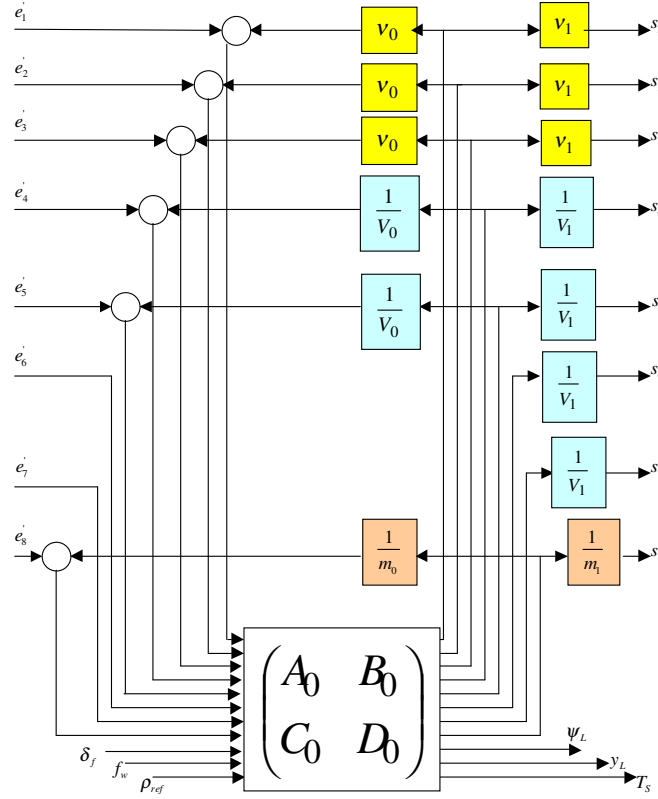 e'1 ν0 ν1 s
e'2 ν0 ν1 s
e'3 ν0 ν1 s
e'4 1/V0 1/V1 s
e'5 1/V0 1/V1 s
e'6 1/V1 s
e'7 1/V1 s
e'8 1/m0 1/m1 s
A0 B0
C0 D0
δf ψL
fw yL
ρref TS